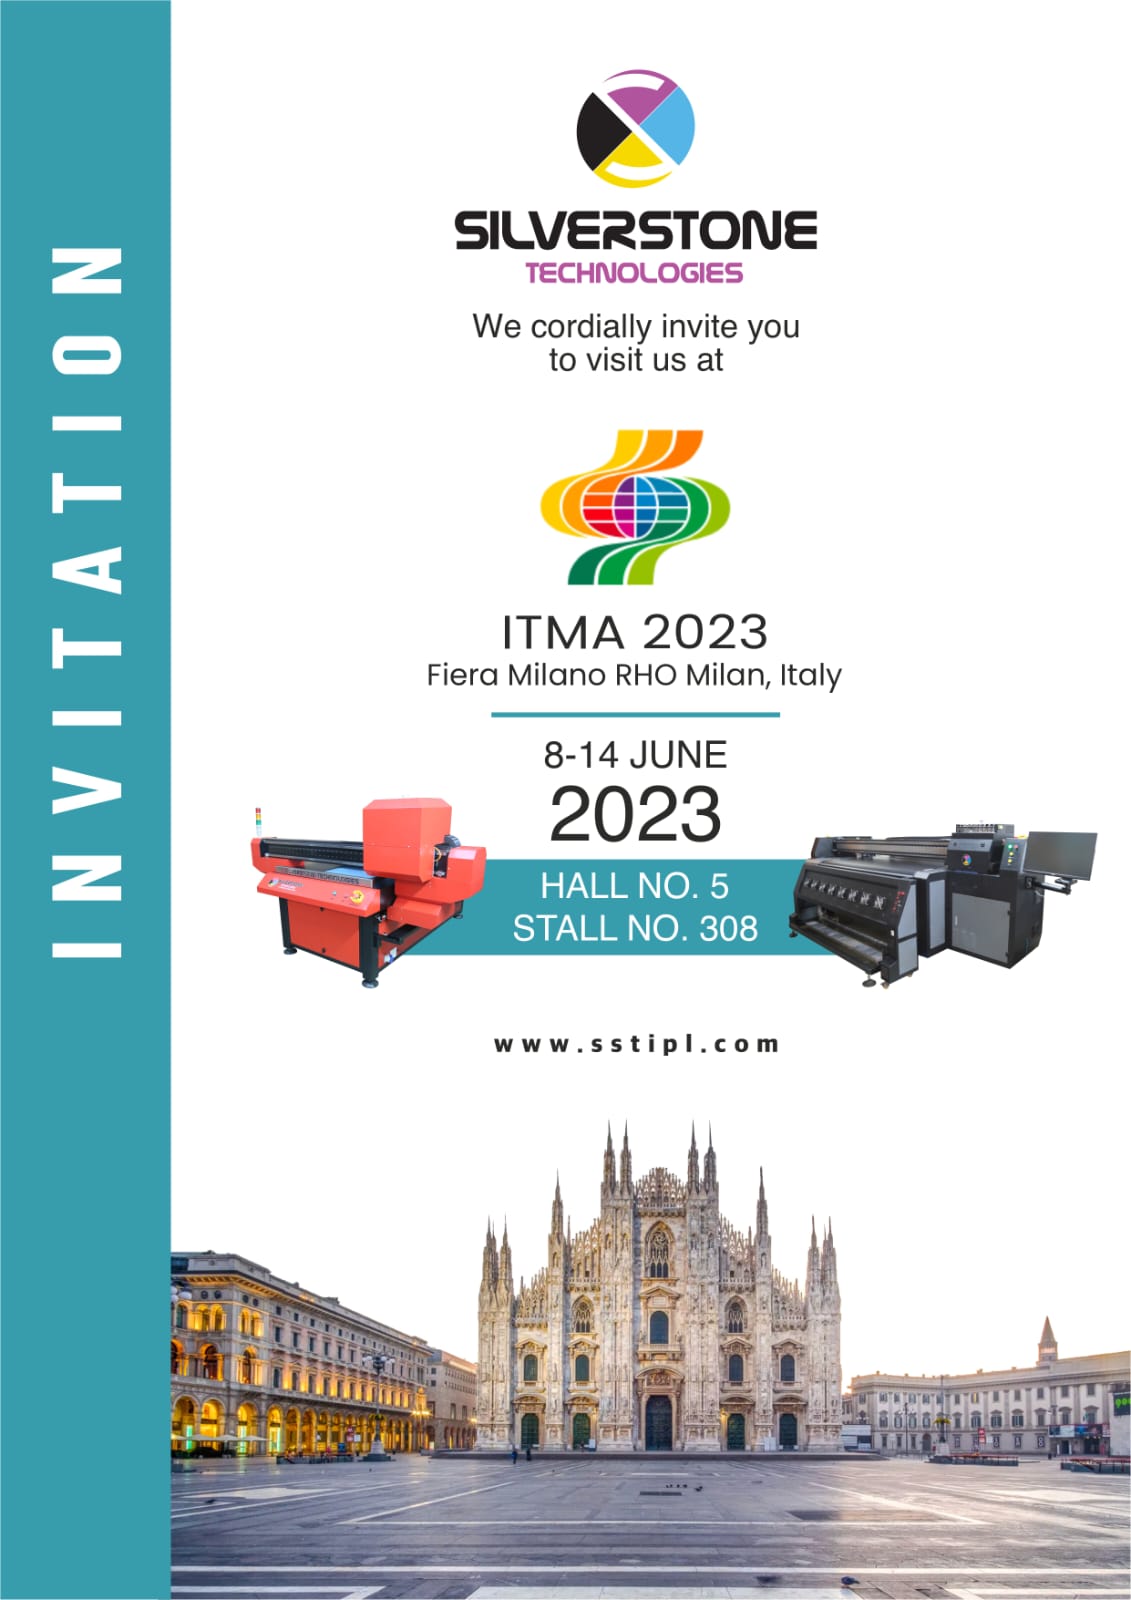 INVITATION
SILVERSTONE
TECHNOLOGIES
We cordially invite you
to visit us at
ITMA 2023
Fiera Milano RHO Milan, Italy
8-14 JUNE
2023
HALL NO. 5
STALL NO. 308
www.sstipl.com